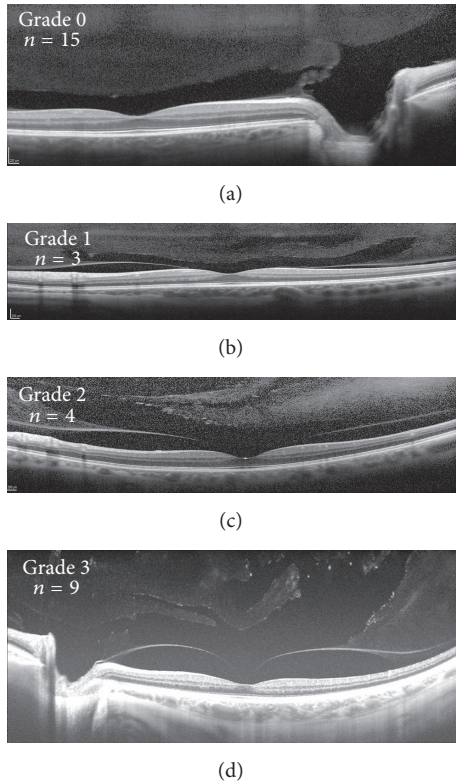 Grade 0
n = 15
(a)
Grade 1
n = 3
(b)
Grade 2
n = 4
(c)
Grade 3
n = 9
(d)